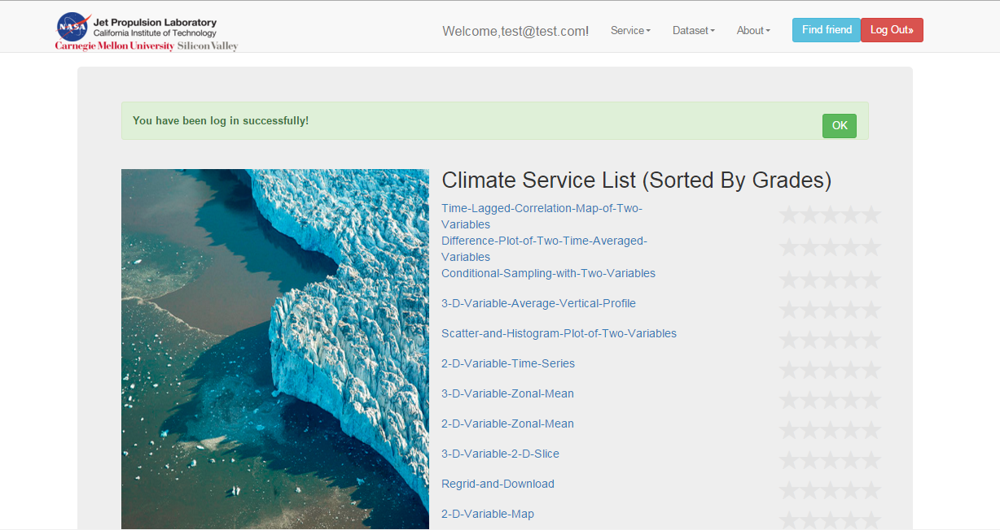 NASA
Jet Propulsion Laboratory
California Institute of Technology
Carnegie Mellon University Silicon Valley
Welcome,test@test.com!
Service
Dataset
About
Find friend
Log Out»
You have been log in successfully!
OK
Climate Service List (Sorted By Grades)
Time-Lagged-Correlation-Map-of-Two-
Variables
Difference-Plot-of-Two-Time-Averaged-
Variables
Conditional-Sampling-with-Two-Variables
3-D-Variable-Average-Vertical-Profile
Scatter-and-Histogram-Plot-of-Two-Variables
2-D-Variable-Time-Series
3-D-Variable-Zonal-Mean
2-D-Variable-Zonal-Mean
3-D-Variable-2-D-Slice
Regrid-and-Download
2-D-Variable-Map